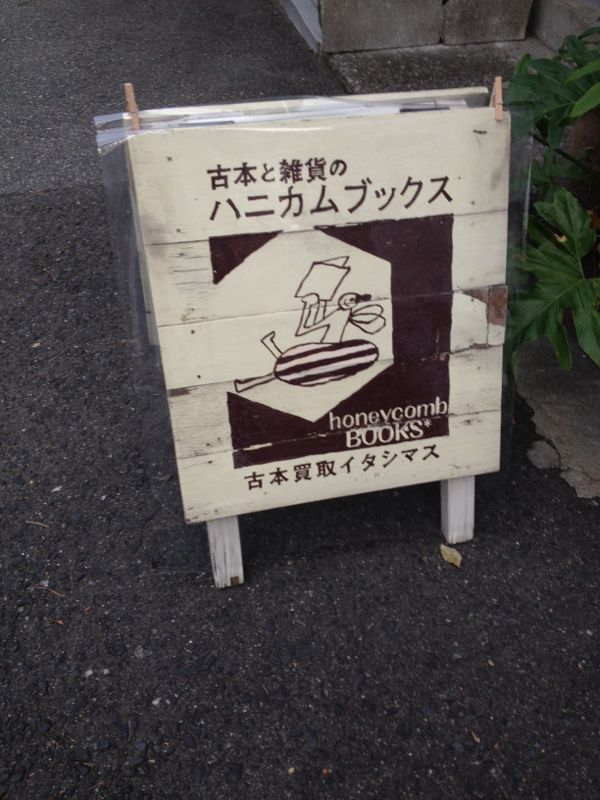 古本と雑貨の
ハニカムブックス
honeycomb
BOOKS*
古本買取イタシマス